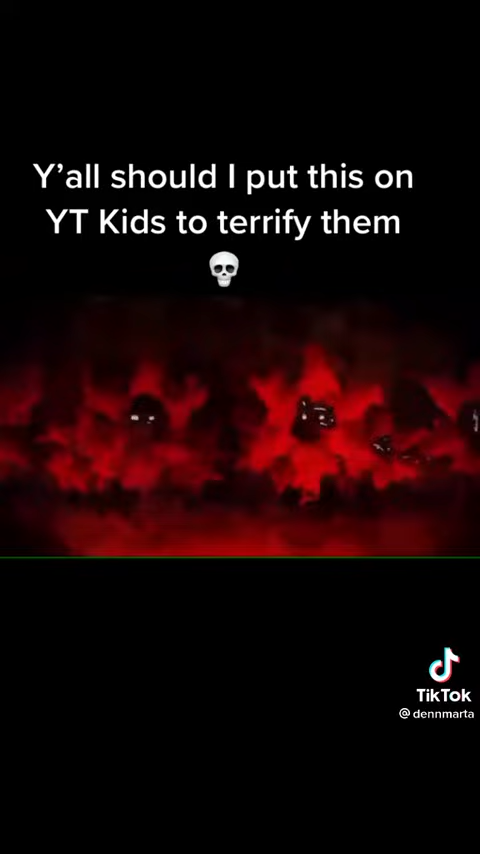 Y'all should I put this on
YT Kids to terrify them
💀
TikTok
@dennmarta